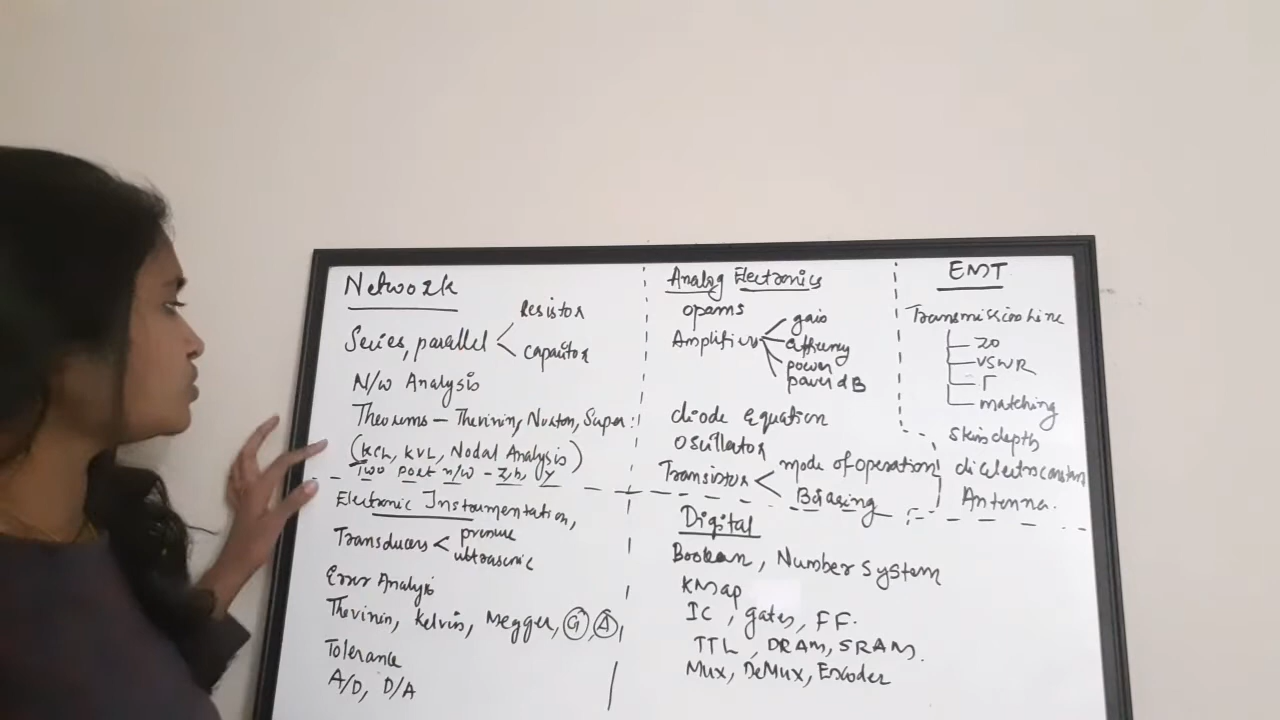 Network
Series, parallel
Resistor
capacitor
N/w Analysis
Theorems – Thevinin, Norton, Super:
(KCL, KVL, Nodal Analysis)
Two port n/w – Z, h, y
Electronic Instrumentation,
Transducers <
pressure
ultrasonic
Error Analysis
Thevinin, Kelvin, Megger, G, A,
Tolerance
A/D, D/A
Analog Electronics
opams
Amplifier
gain
efficiency
power
power dB
diode equation
oscillator
Transistor <
mode of operation
Biasing
EMT
Transmission line
Z0
VSWR
Γ
matching
skin depth
dielectro constant
Antenna.
Digital
Boolean, Number system
KMap
IC, gates, FF.
TTL, DRAM, SRAM.
Mux, DeMux, Encoder